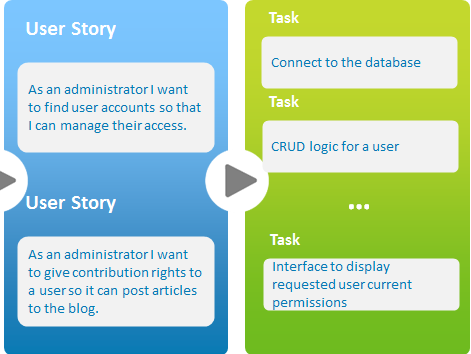 User Story
As an administrator I want
to find user accounts so that
I can manage their access.
User Story
As an administrator I want
to give contribution rights to
a user so it can post articles
to the blog.
Task
Connect to the database
Task
CRUD logic for a user
...
Task
Interface to display
requested user current
permissions